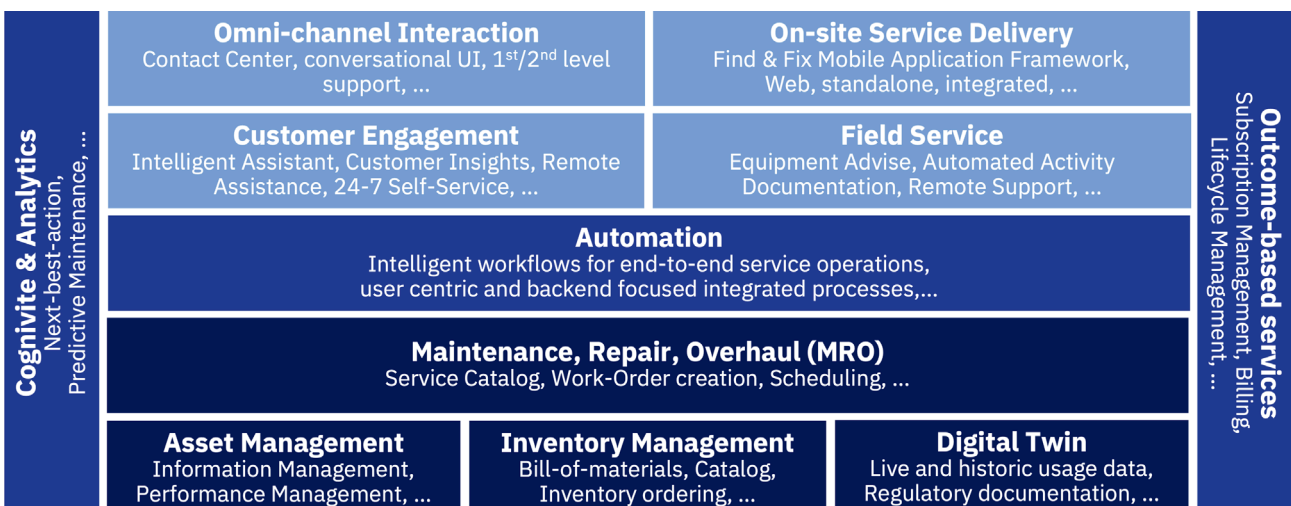 Cognivite & Analytics
Next-best-action,
Predictive Maintenance, ...
Omni-channel Interaction
Contact Center, conversational UI, 1st/2nd level
support, ...
On-site Service Delivery
Find & Fix Mobile Application Framework,
Web, standalone, integrated, ...
Customer Engagement
Intelligent Assistant, Customer Insights, Remote
Assistance, 24-7 Self-Service, ...
Field Service
Equipment Advise, Automated Activity
Documentation, Remote Support, ...
Automation
Intelligent workflows for end-to-end service operations,
user centric and backend focused integrated processes,...
Maintenance, Repair, Overhaul (MRO)
Service Catalog, Work-Order creation, Scheduling, ...
Asset Management
Information Management,
Performance Management, ...
Inventory Management
Bill-of-materials, Catalog,
Inventory ordering, ...
Digital Twin
Live and historic usage data,
Regulatory documentation, ...
Outcome-based services
Subscription Management, Billing,
Lifecycle Management, ...